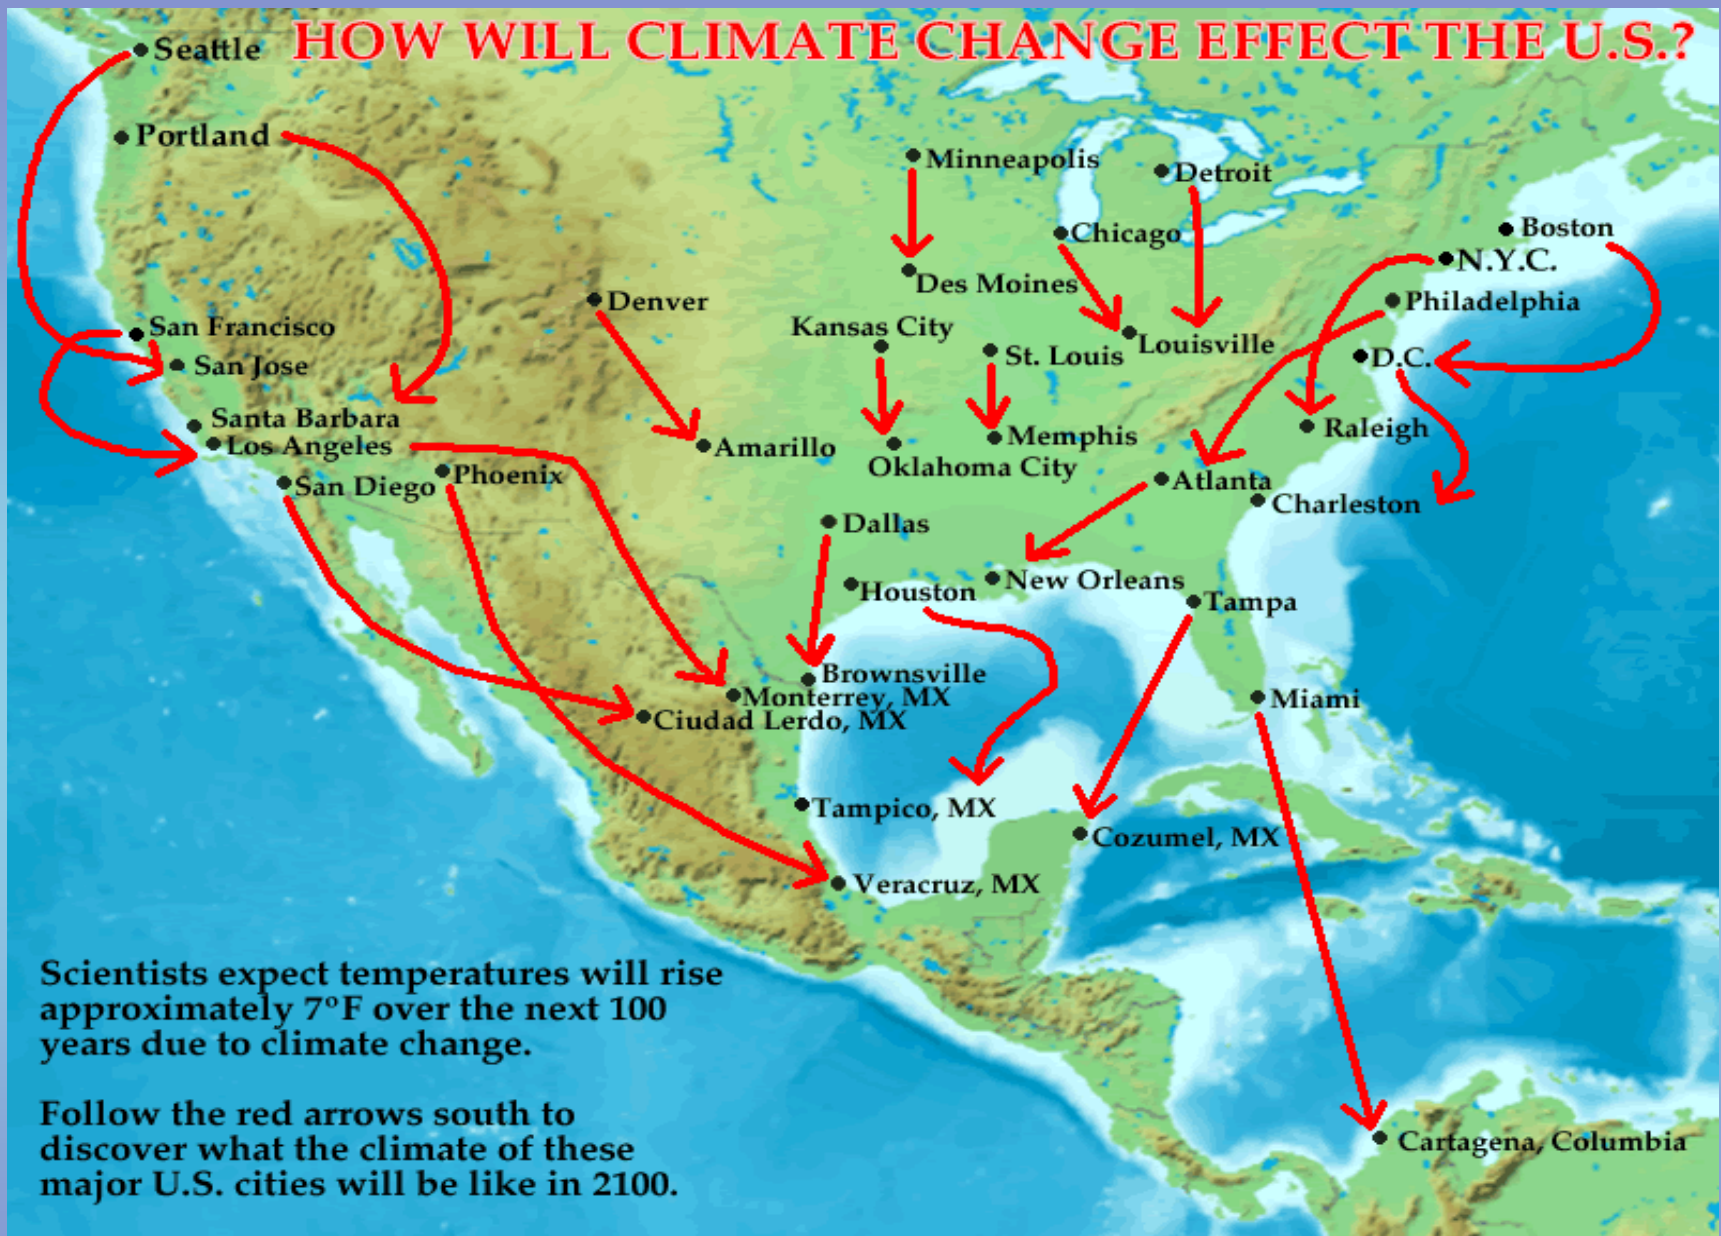 HOW WILL CLIMATE CHANGE EFFECT THE U.S.?
Seattle
Portland
Minneapolis
Detroit
Boston
Chicago
N.Y.C.
Des Moines
Denver
Philadelphia
San Francisco
Kansas City
Louisville
St. Louis
D.C.
San Jose
Santa Barbara
Raleigh
Los Angeles
Amarillo
Memphis
Oklahoma City
Phoenix
San Diego
Atlanta
Charleston
Dallas
New Orleans
Houston
Tampa
Brownsville
Monterrey, MX
Miami
Ciudad Lerdo, MX
Tampico, MX
Cozumel, MX
Veracruz, MX
Scientists expect temperatures will rise
approximately 7ºF over the next 100
years due to climate change.
Follow the red arrows south to
discover what the climate of these
major U.S. cities will be like in 2100.
Cartagena, Columbia